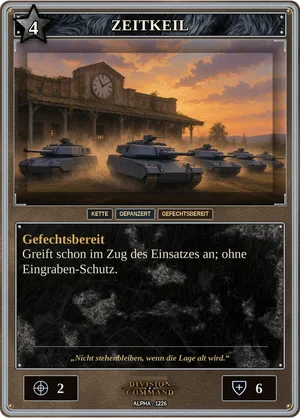 4
ZEITKEIL
KETTE
GEPANZERT
GEFECHTSBEREIT
Gefechtsbereit
Greift schon im Zug des Einsatzes an; ohne
Eingraben-Schutz.
„Nicht stehenbleiben, wenn die Lage alt wird.“
2
DIVISION
COMMAND
ALPHA - 1226
6